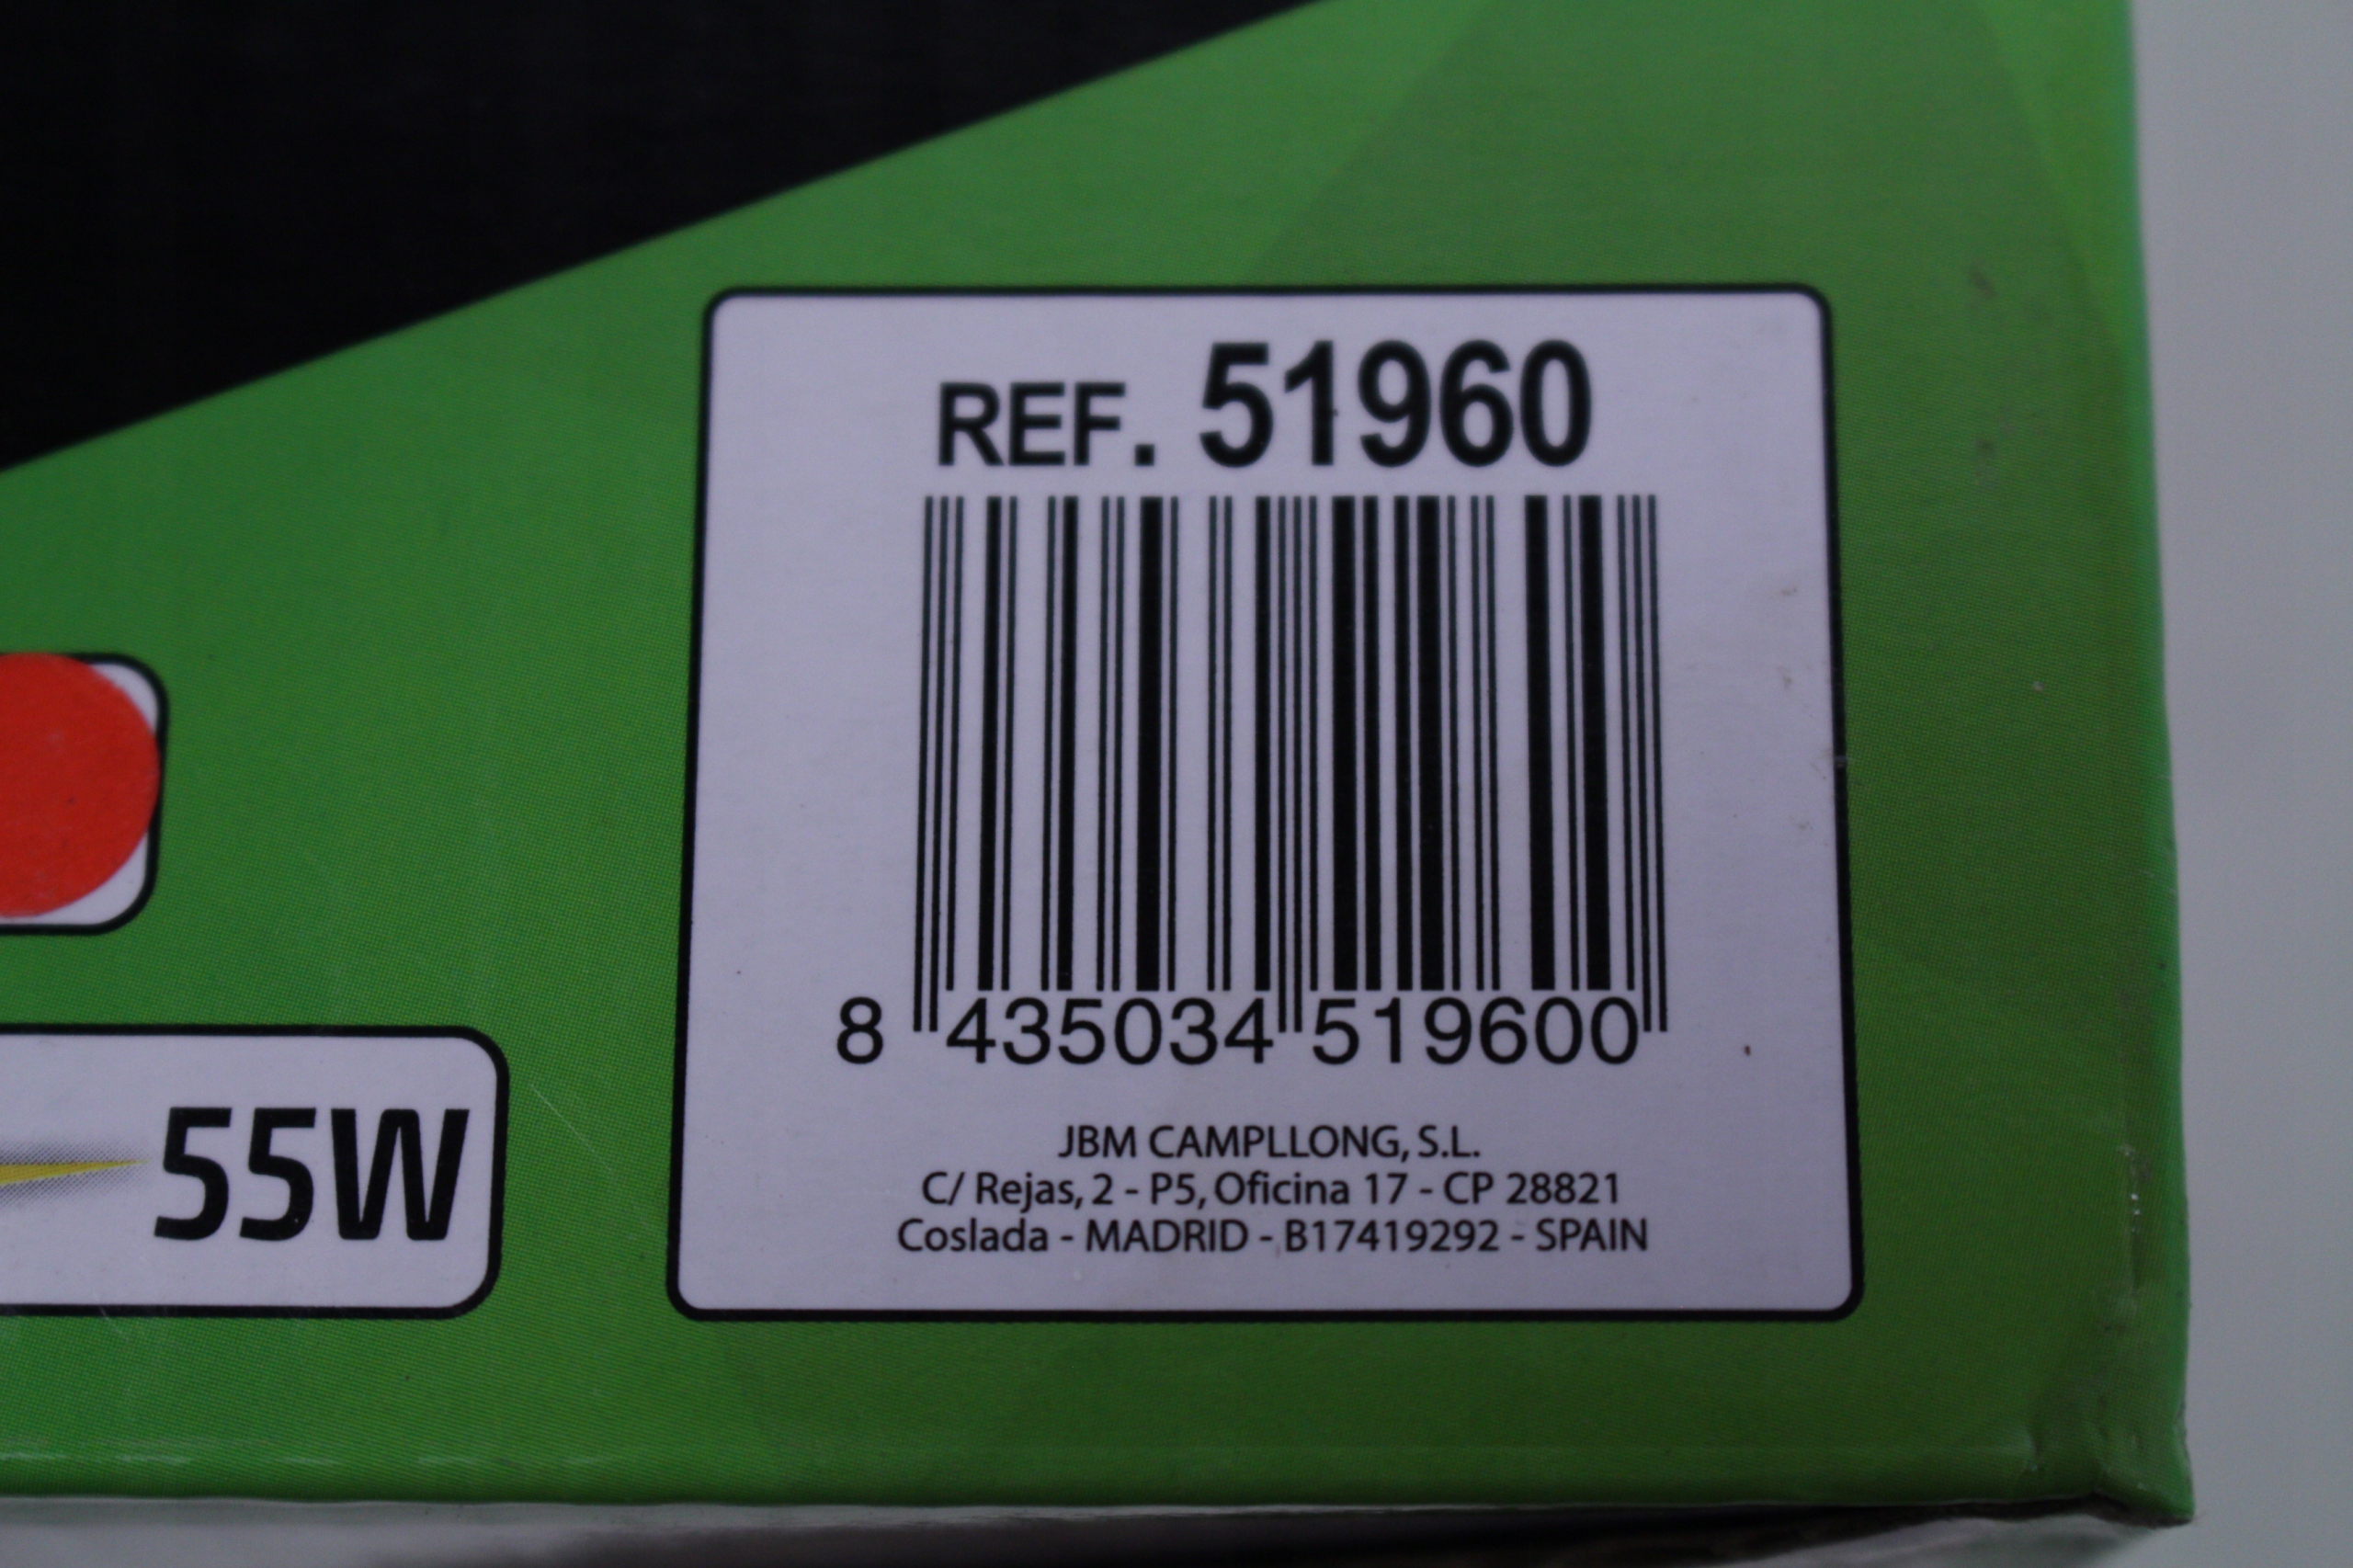 REF. 51960
8 435034 519600
JBM CAMPLLONG, S.L.
C/ Rejas, 2 - P5, Oficina 17 - CP 28821
Coslada - MADRID - B17419292 - SPAIN
55W